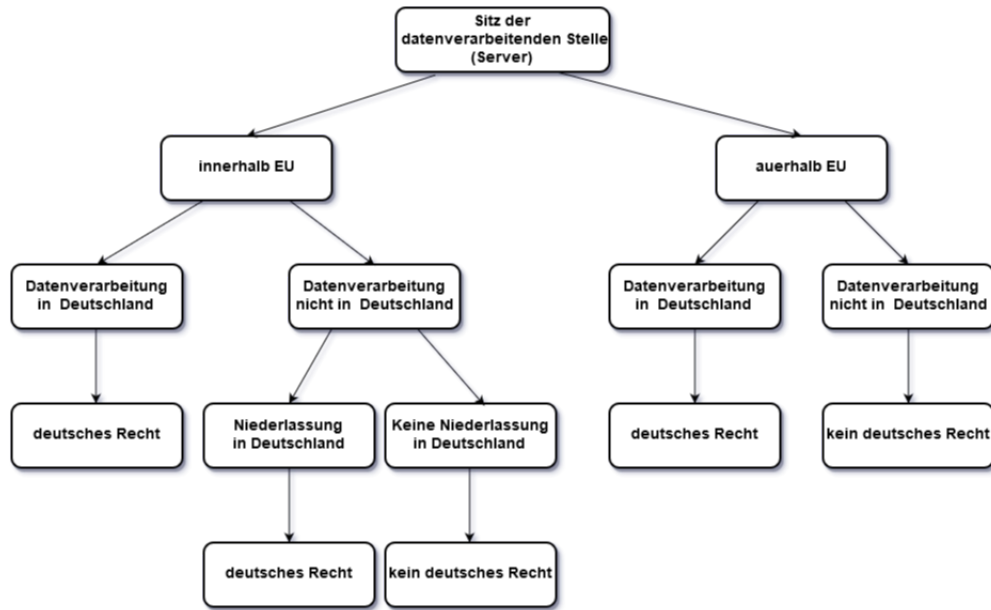 Sitz der
datenverarbeitenden Stelle
(Server)
innerhalb EU
auerhalb EU
Datenverarbeitung
in Deutschland
Datenverarbeitung
nicht in Deutschland
Datenverarbeitung
in Deutschland
Datenverarbeitung
nicht in Deutschland
deutsches Recht
Niederlassung
in Deutschland
Keine Niederlassung
in Deutschland
deutsches Recht
kein deutsches Recht
deutsches Recht
kein deutsches Recht